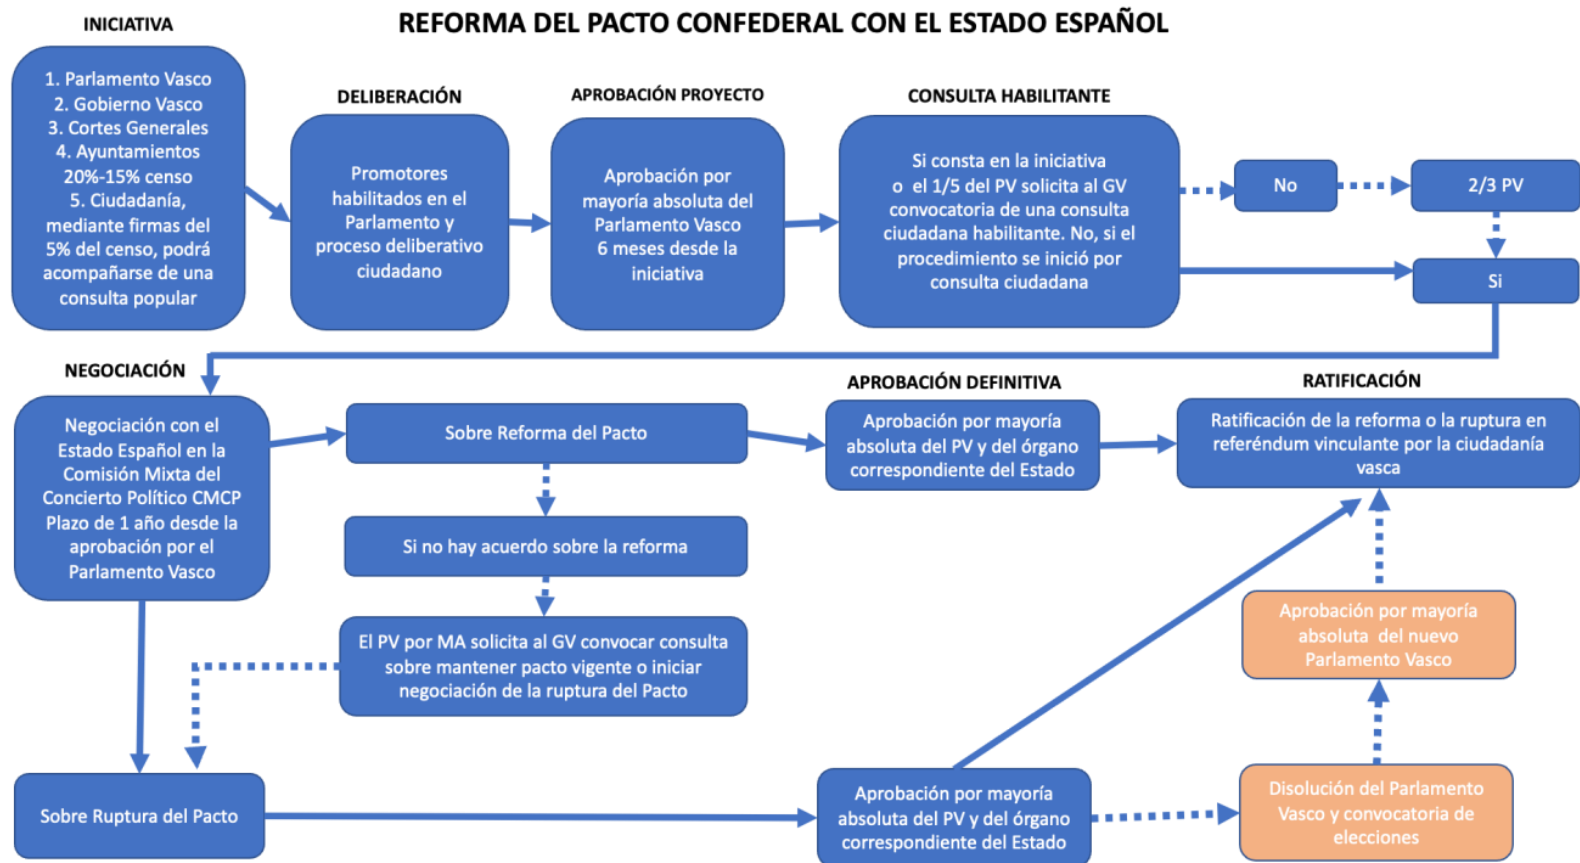 REFORMA DEL PACTO CONFEDERAL CON EL ESTADO ESPAÑOL
INICIATIVA
1. Parlamento Vasco
2. Gobierno Vasco
3. Cortes Generales
4. Ayuntamientos
20%-15% censo
5. Ciudadanía,
mediante firmas del
5% del censo, podrá
acompañarse de una
consulta popular
DELIBERACIÓN
Promotores
habilitados en el
Parlamento y
proceso deliberativo
ciudadano
APROBACIÓN PROYECTO
Aprobación por
mayoría absoluta del
Parlamento Vasco
6 meses desde la
iniciativa
CONSULTA HABILITANTE
Si consta en la iniciativa
o el 1/5 del PV solicita al GV
convocatoria de una consulta
ciudadana habilitante. No, si el
procedimiento se inició por
consulta ciudadana
No
2/3 PV
Si
NEGOCIACIÓN
Negociación con el
Estado Español en la
Comisión Mixta del
Concierto Político CMCP
Plazo de 1 año desde la
aprobación por el
Parlamento Vasco
Sobre Reforma del Pacto
Si no hay acuerdo sobre la reforma
El PV por MA solicita al GV convocar consulta
sobre mantener pacto vigente o iniciar
negociación de la ruptura del Pacto
APROBACIÓN DEFINITIVA
Aprobación por mayoría
absoluta del PV y del órgano
correspondiente del Estado
RATIFICACIÓN
Ratificación de la reforma o la ruptura en
referéndum vinculante por la ciudadanía
vasca
Aprobación por mayoría
absoluta del nuevo
Parlamento Vasco
Sobre Ruptura del Pacto
Aprobación por mayoría
absoluta del PV y del órgano
correspondiente del Estado
Disolución del Parlamento
Vasco y convocatoria de
elecciones